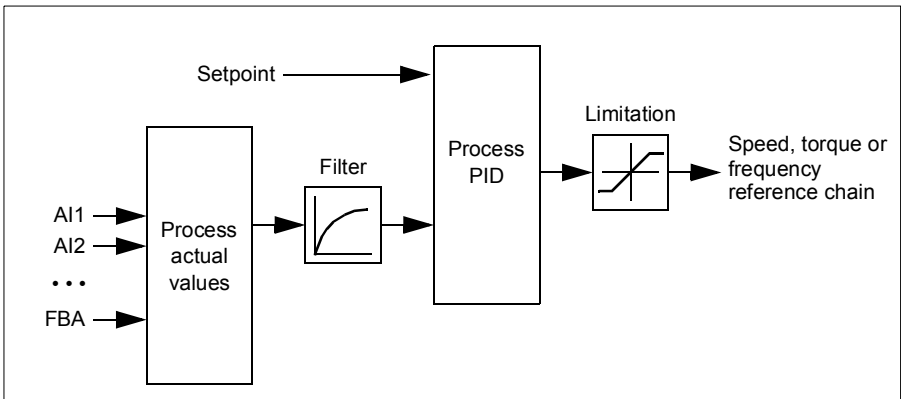 Setpoint
Limitation
Process
PID
Speed, torque or
frequency
reference chain
Filter
AI1
AI2
• • •
FBA
Process
actual
values